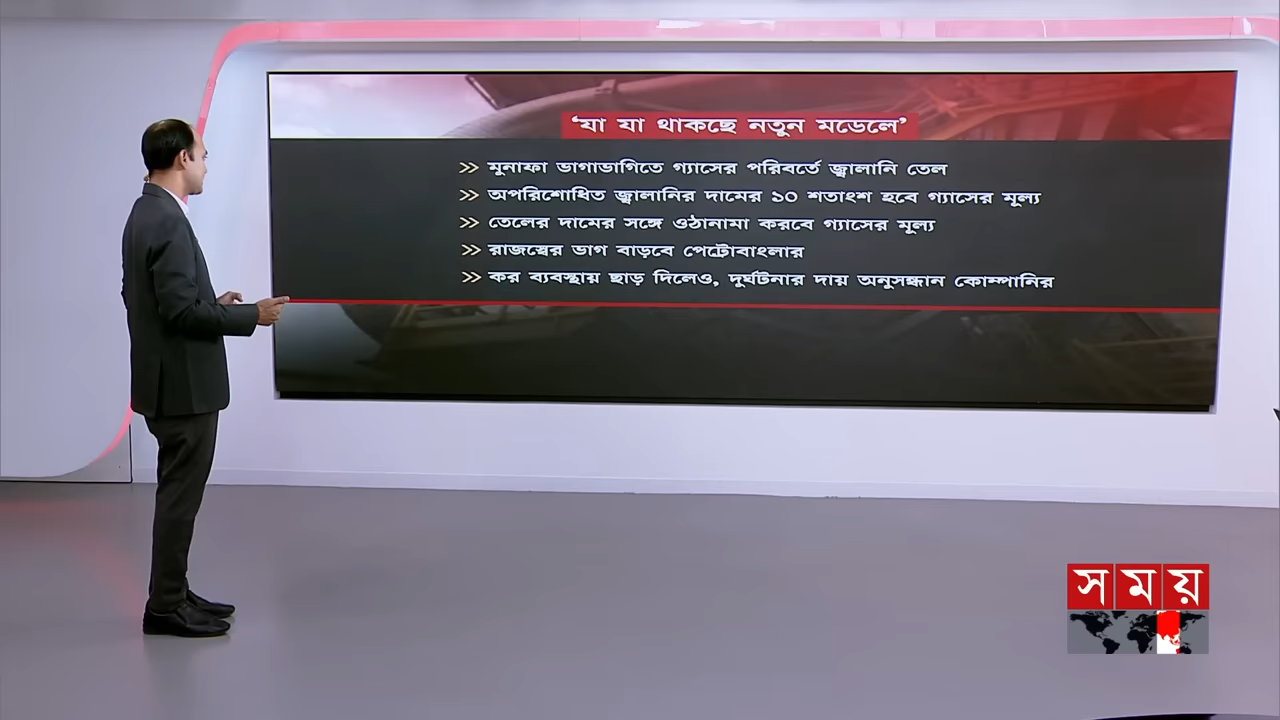 ‘যা যা থাকছে নতুন মডেলে’
>> মুনাফা ভাগাভাগিতে গ্যাসের পরিবর্তে জ্বালানি তেল
>> অপরিশোধিত জ্বালানির দামের ১০ শতাংশ হবে গ্যাসের মূল্য
>> তেলের দামের সঙ্গে ওঠানামা করবে গ্যাসের মূল্য
>> রাজস্বের ভাগ বাড়বে পেট্রোবাংলার
>> কর ব্যবস্থায় ছাড় দিলেও, দুর্ঘটনার দায় অনুসন্ধান কোম্পানির
সময়